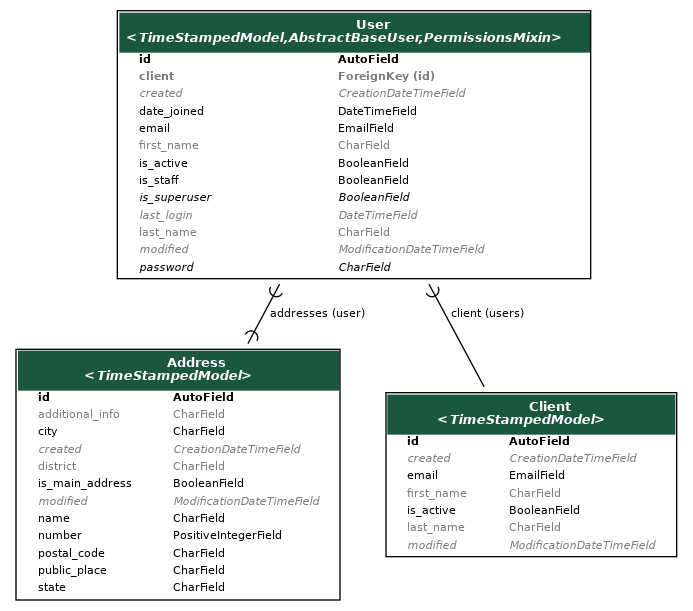 User
<TimeStampedModel,AbstractBaseUser,PermissionsMixin>
id AutoField
client ForeignKey (id)
created CreationDateTimeField
date_joined DateTimeField
email EmailField
first_name CharField
is_active BooleanField
is_staff BooleanField
is_superuser BooleanField
last_login DateTimeField
last_name CharField
modified ModificationDateTimeField
password CharField
addresses (user)
client (users)
Address
<TimeStampedModel>
id AutoField
additional_info CharField
city CharField
created CreationDateTimeField
district CharField
is_main_address BooleanField
modified ModificationDateTimeField
name CharField
number PositiveIntegerField
postal_code CharField
public_place CharField
state CharField
Client
<TimeStampedModel>
id AutoField
created CreationDateTimeField
email EmailField
first_name CharField
is_active BooleanField
last_name CharField
modified ModificationDateTimeField